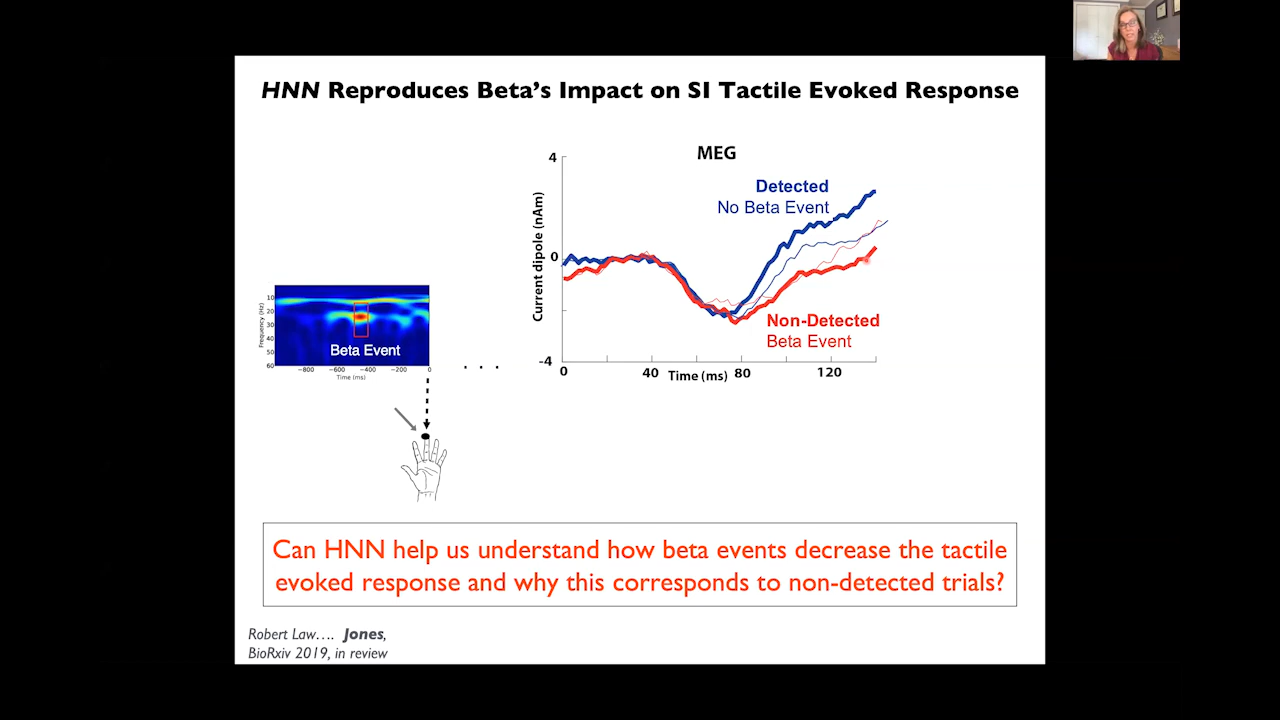 HNN Reproduces Beta's Impact on SI Tactile Evoked Response
MEG
4
0
-4
Current dipole (nAm)
Detected
No Beta Event
Non-Detected
Beta Event
0
40
Time (ms)
80
120
10
20
30
40
50
60
Frequency (Hz)
Beta Event
−800
−600
−400
−200
0
Time (ms)
. . .
Can HNN help us understand how beta events decrease the tactile
evoked response and why this corresponds to non-detected trials?
Robert Law…. Jones,
BioRxiv 2019, in review